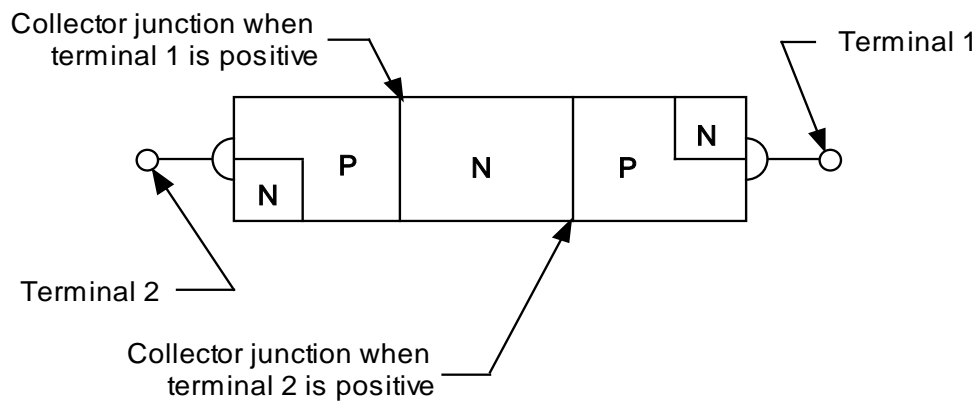 Collector junction when
terminal 1 is positive
Terminal 1
N
P
N
P
N
Terminal 2
Collector junction when
terminal 2 is positive